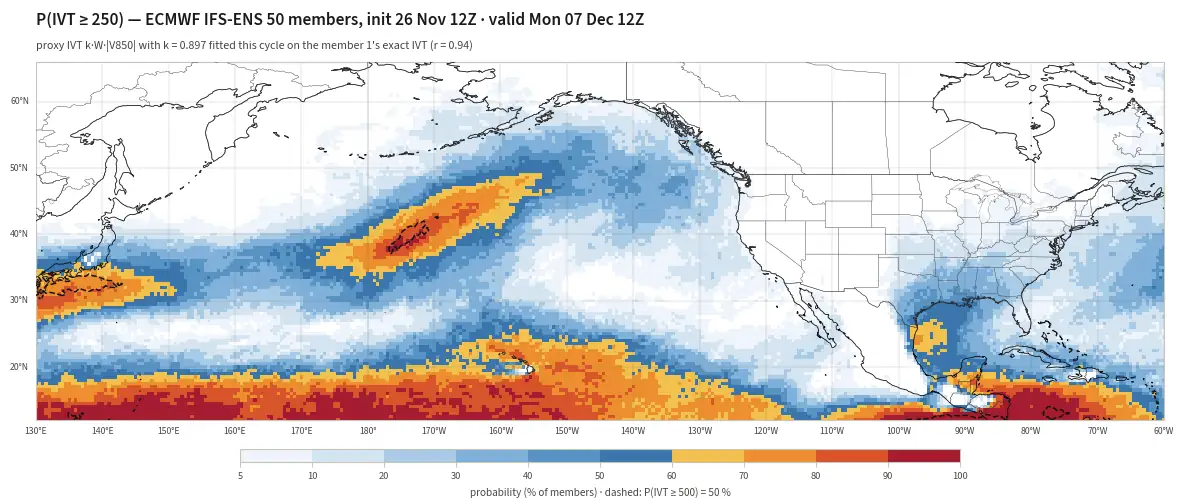 P(IVT ≥ 250) — ECMWF IFS-ENS 50 members, init 26 Nov 12Z · valid Mon 07 Dec 12Z
proxy IVT k·W·|V850| with k = 0.897 fitted this cycle on the member 1's exact IVT (r = 0.94)
60°N
50°N
40°N
30°N
20°N
130°E 140°E 150°E 160°E 170°E 180° 170°W 160°W 150°W 140°W 130°W 120°W 110°W 100°W 90°W 80°W 70°W 60°W
5 10 20 30 40 50 60 70 80 90 100
probability (% of members) · dashed: P(IVT ≥ 500) = 50 %